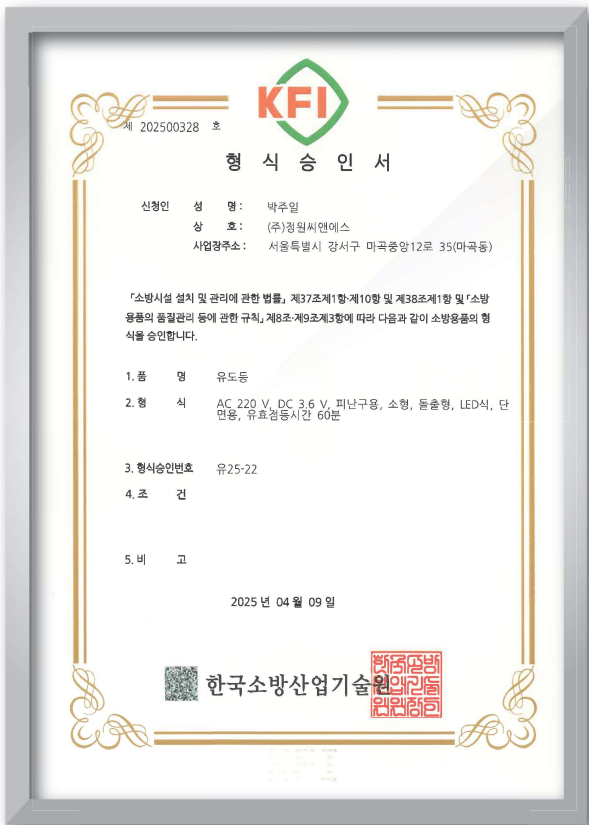 KFI
제 202500328 호
형식승인서
신청인 성 명 : 박주일
상 호 : (주)정원씨앤에스
사업장주소 : 서울특별시 강서구 마곡중앙12로 35(마곡동)
「소방시설 설치 및 관리에 관한 법률」 제37조제1항·제10항 및 제38조제1항 및 「소방
용품의 품질관리 등에 관한 규칙」 제8조·제9조제3항에 따라 다음과 같이 소방용품의 형
식을 승인합니다.
1. 품 명 유도등
2. 형 식 AC 220 V, DC 3.6 V, 피난구용, 소형, 돌출형, LED식, 단
면용, 유효점등시간 60분
3. 형식승인번호 유25-22
4. 조 건
5. 비 고
2025 년 04 월 09 일
한국소방산업기술원